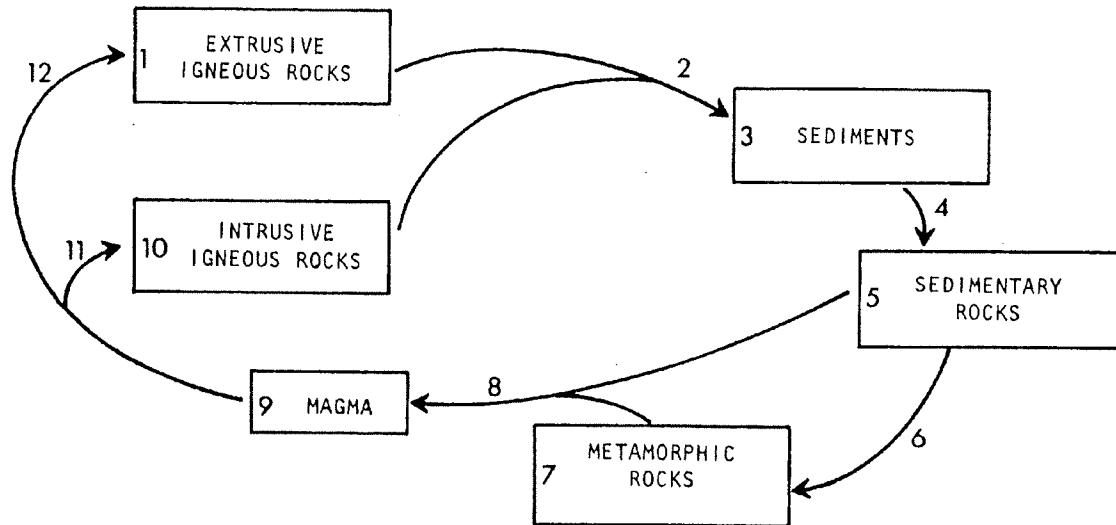 12
1
EXTRUSIVE
IGNEOUS ROCKS
2
3
SEDIMENTS
4
11
10
INTRUSIVE
IGNEOUS ROCKS
5
SEDIMENTARY
ROCKS
9
MAGMA
8
6
7
METAMORPHIC
ROCKS